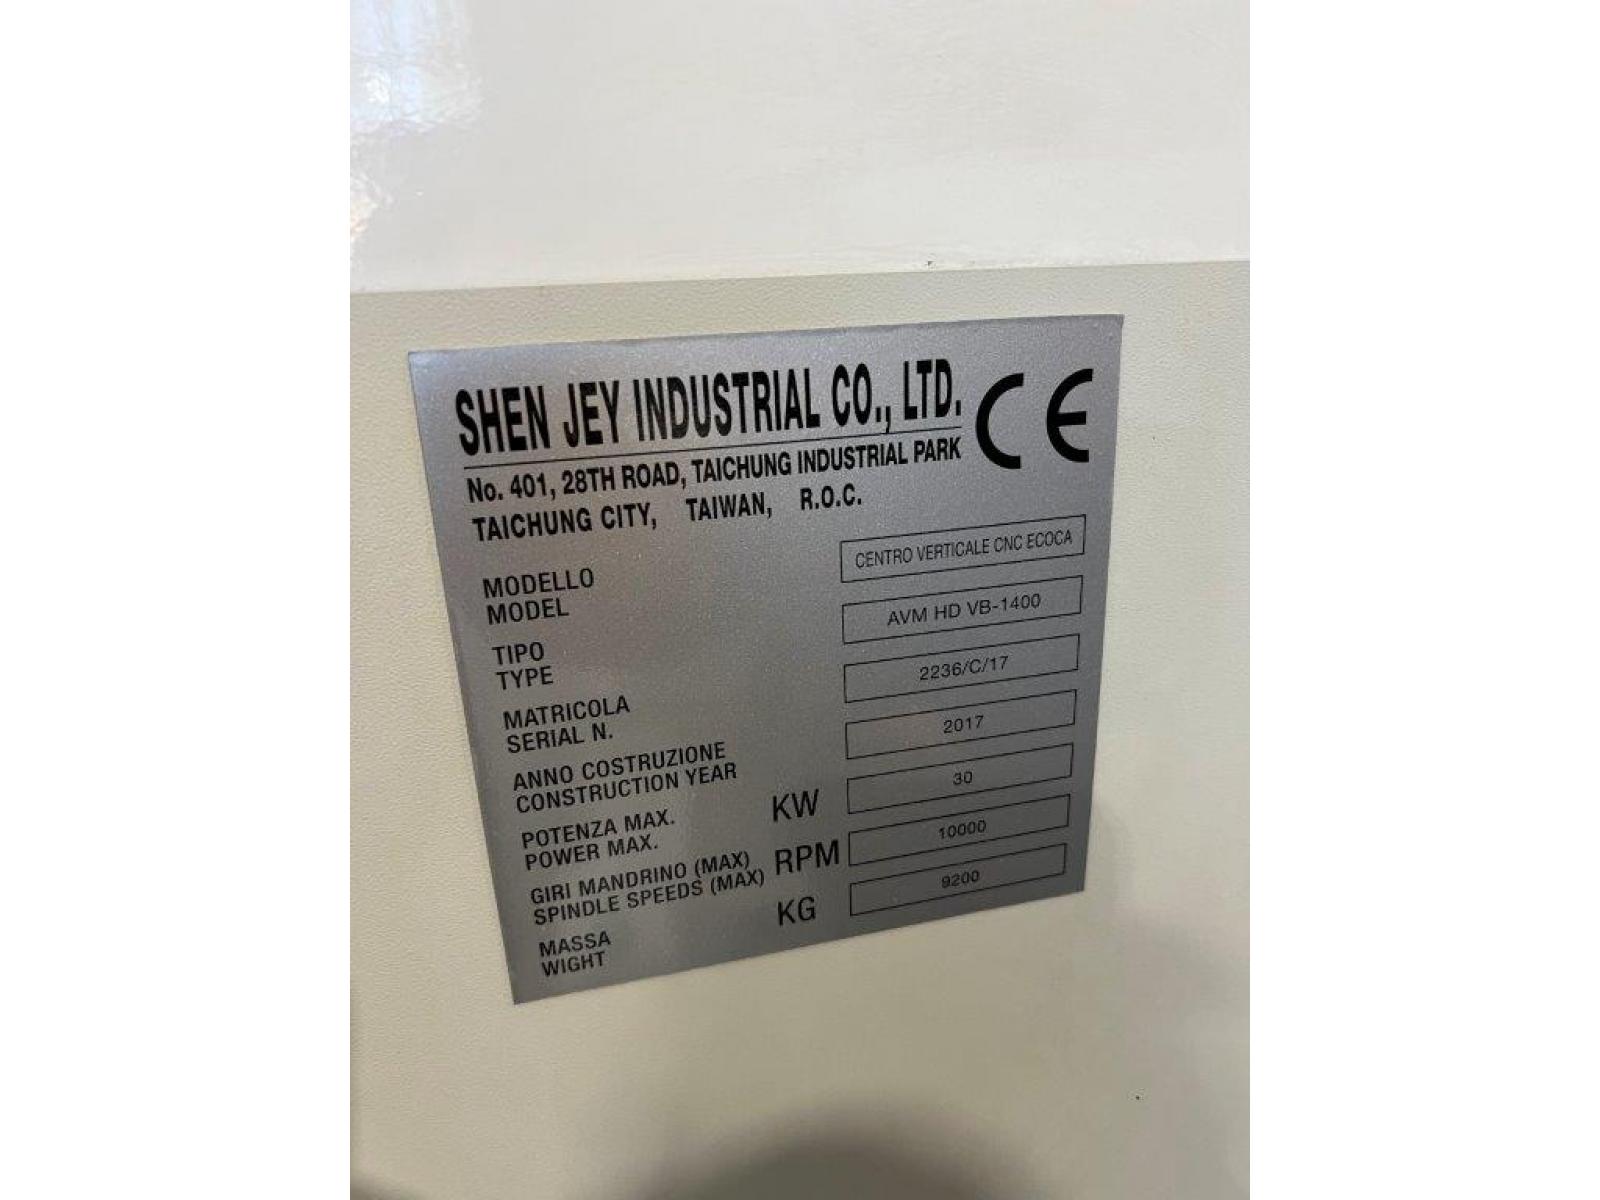 SHEN JEY INDUSTRIAL CO., LTD.
CE
No. 401, 28TH ROAD, TAICHUNG INDUSTRIAL PARK
TAICHUNG CITY, TAIWAN, R.O.C.
MODELLO
MODEL
CENTRO VERTICALE CNC ECOCA
TIPO
TYPE
AVM HD VB-1400
MATRICOLA
SERIAL N.
2236/C/17
ANNO COSTRUZIONE
CONSTRUCTION YEAR
2017
POTENZA MAX.
POWER MAX.
KW
30
GIRI MANDRINO (MAX)
SPINDLE SPEEDS (MAX)
RPM
10000
MASSA
WIGHT
KG
9200